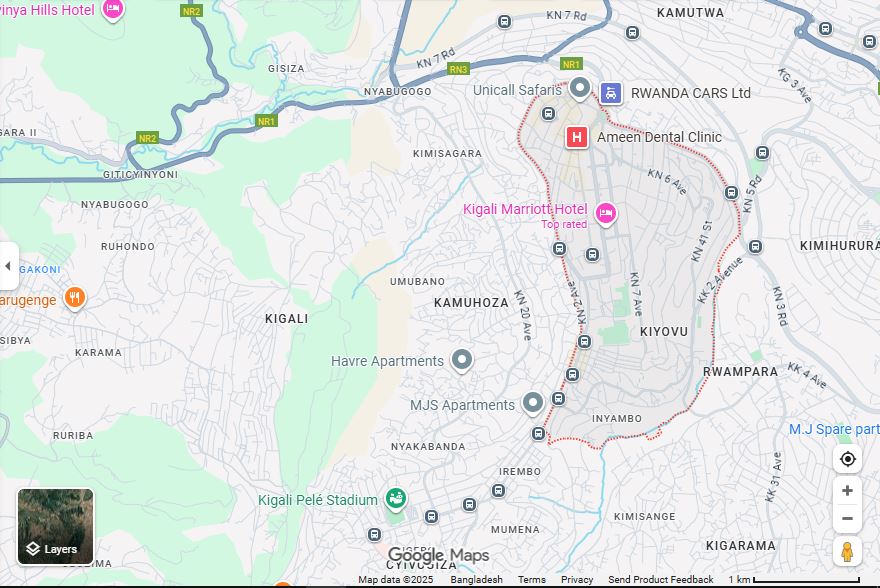 inya Hills Hotel
NR2
KN 7 Rd
KAMUTWA
GISIZA
KN 7 Rd
RN3
NR1
KG 3 Ave
NYABUGOGO
Unicall Safaris
RWANDA CARS Ltd
GARA II
NR2
NR1
Ameen Dental Clinic
KIMISAGARA
GITICYINYONI
KN 6 Ave
KN 5 Rd
NYABUGOGO
Kigali Marriott Hotel
Top rated
RUHONDO
KN 41 St
KIMIHURURA
GAKONI
KK 2 Avenue
UMUBANO
arugenge
KAMUHOZA
KN 20 Ave
KN 2 Ave
KN 7 Ave
KN 3 Rd
KIGALI
KIYOVU
SIBYA
KARAMA
Havre Apartments
RWAMPARA
KK 4 Ave
MJS Apartments
INYAMBO
M.J Spare part
RURIBA
NYAKABANDA
IREMBO
KK 31 Ave
Kigali Pelé Stadium
KIMISANGE
MUMENA
KIGARAMA
Layers
Google Maps
Map data ©2025
Bangladesh
Terms
Privacy
Send Product Feedback
1 km